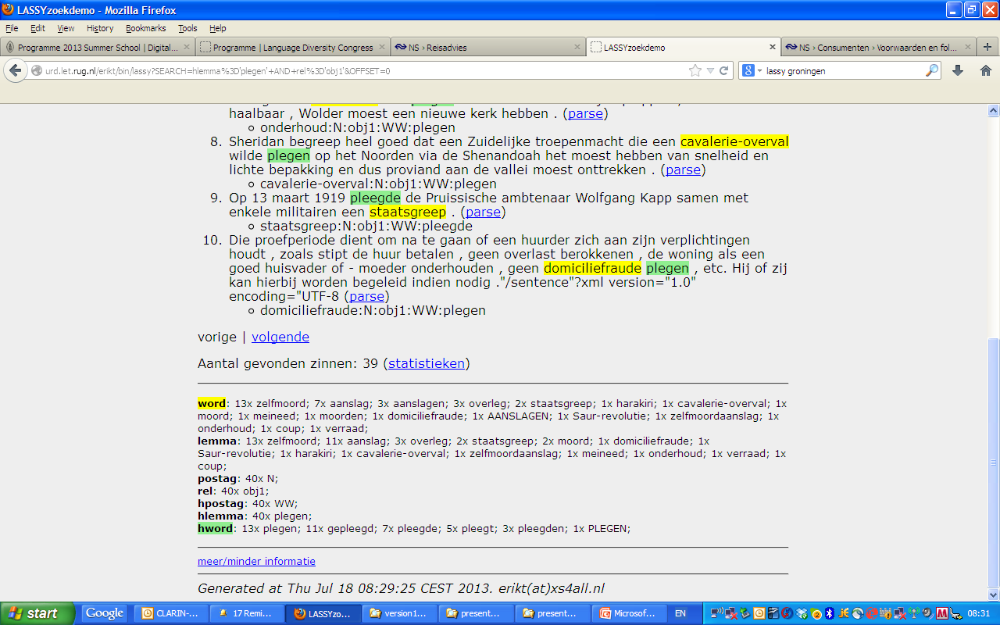 LASSYzoekdemo - Mozilla Firefox
File Edit View History Bookmarks Tools Help
Programme 2013 Summer School | Digital... Programme | Language Diversity Congress NS › Reisadvies LASSYzoekdemo NS › Consumenten › Voorwaarden en fol...
urd.let.rug.nl/erikt/bin/lassy?SEARCH=hlemma%3D'plegen'+AND+rel%3D'obj1'&OFFSET=0 lassy groningen
haalbaar , Wolder moest een nieuwe kerk hebben . (parse)
onderhoud:N:obj1:WW:plegen
8. Sheridan begreep heel goed dat een Zuidelijke troepenmacht die een cavalerie-overval
wilde plegen op het Noorden via de Shenandoah het moest hebben van snelheid en
lichte bepakking en dus proviand aan de vallei moest onttrekken . (parse)
cavalerie-overval:N:obj1:WW:plegen
9. Op 13 maart 1919 pleegde de Pruissische ambtenaar Wolfgang Kapp samen met
enkele militairen een staatsgreep . (parse)
staatsgreep:N:obj1:WW:pleegde
10. Die proefperiode dient om na te gaan of een huurder zich aan zijn verplichtingen
houdt , zoals stipt de huur betalen , geen overlast berokkenen , de woning als een
goed huisvader of - moeder onderhouden , geen domiciliefraude plegen , etc. Hij of zij
kan hierbij worden begeleid indien nodig ."/sentence"?xml version="1.0"
encoding="UTF-8 (parse)
domiciliefraude:N:obj1:WW:plegen
vorige | volgende
Aantal gevonden zinnen: 39 (statistieken)
word: 13x zelfmoord; 7x aanslag; 3x aanslagen; 3x overleg; 2x staatsgreep; 1x harakiri; 1x cavalerie-overval; 1x
moord; 1x meineed; 1x moorden; 1x domiciliefraude; 1x AANSLAGEN; 1x Saur-revolutie; 1x zelfmoordaanslag; 1x
onderhoud; 1x coup; 1x verraad;
lemma: 13x zelfmoord; 11x aanslag; 3x overleg; 2x staatsgreep; 2x moord; 1x domiciliefraude; 1x
Saur-revolutie; 1x harakiri; 1x cavalerie-overval; 1x zelfmoordaanslag; 1x meineed; 1x onderhoud; 1x verraad; 1x
coup;
postag: 40x N;
rel: 40x obj1;
hpostag: 40x WW;
hlemma: 40x plegen;
hword: 13x plegen; 11x gepleegd; 7x pleegde; 5x pleegt; 3x pleegden; 1x PLEGEN;
meer/minder informatie
Generated at Thu Jul 18 08:29:25 CEST 2013. erikt(at)xs4all.nl
start Google CLARIN-... 17 Remi... LASSYzo... version1... present... present... Microsof... EN 08:31